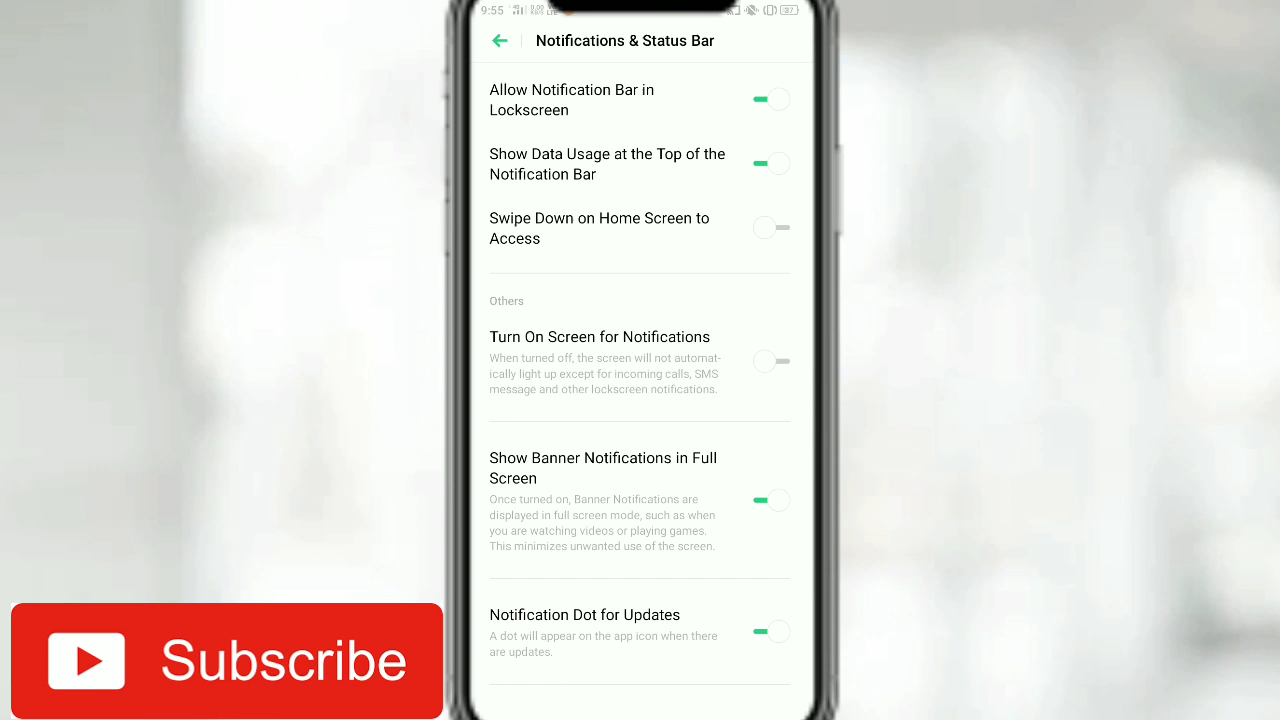 9:55
37
Notifications & Status Bar
Allow Notification Bar in
Lockscreen
Show Data Usage at the Top of the
Notification Bar
Swipe Down on Home Screen to
Access
Others
Turn On Screen for Notifications
When turned off, the screen will not automat-
ically light up except for incoming calls, SMS
message and other lockscreen notifications.
Show Banner Notifications in Full
Screen
Once turned on, Banner Notifications are
displayed in full screen mode, such as when
you are watching videos or playing games.
This minimizes unwanted use of the screen.
Notification Dot for Updates
A dot will appear on the app icon when there
are updates.
Subscribe